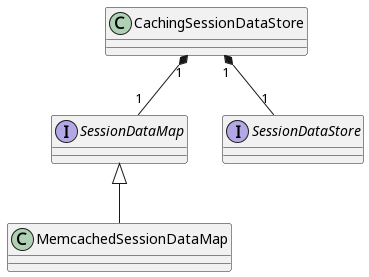 C CachingSessionDataStore
1 1
1 1
I SessionDataMap
I SessionDataStore
C MemcachedSessionDataMap